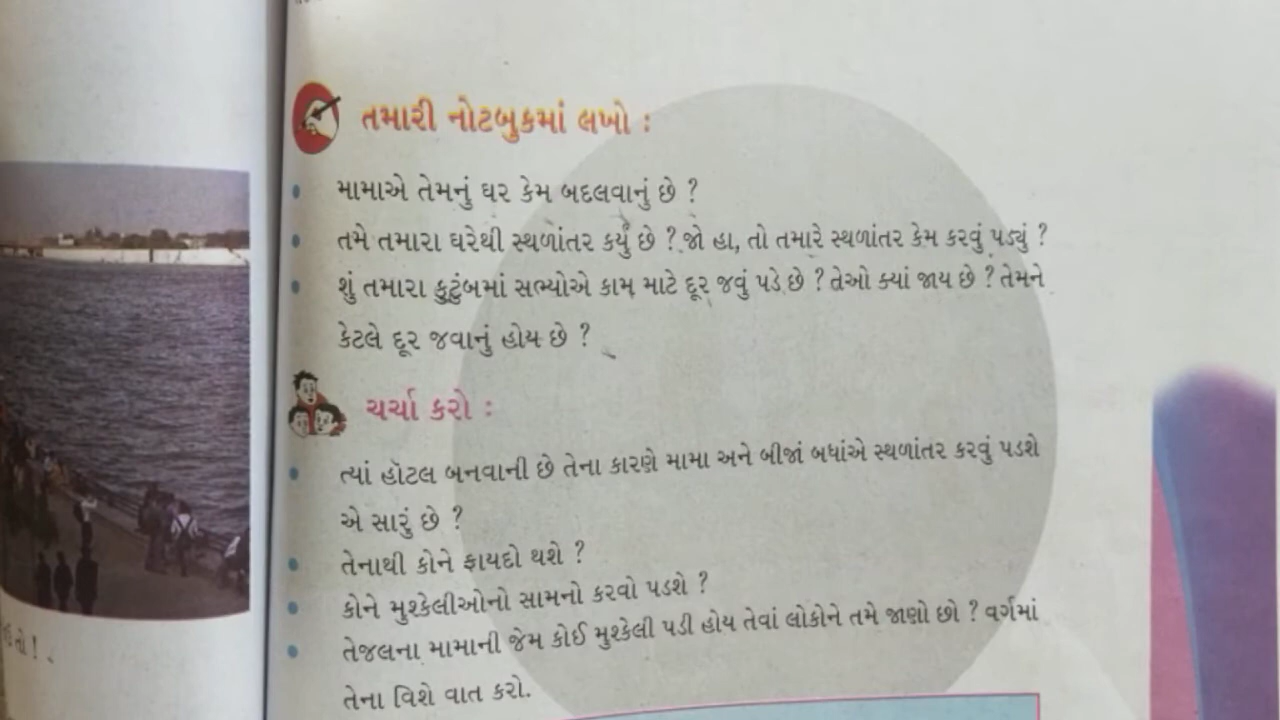 તમારી નોટબુકમાં લખો :
મામાએ તેમનું ઘર કેમ બદલવાનું છે ?
તમે તમારા ઘરેથી સ્થળાંતર કર્યું છે ? જો હા, તો તમારે સ્થળાંતર કેમ કરવું પડ્યું ?
શું તમારા કુટુંબમાં સભ્યોએ કામ માટે દૂર જવું પડે છે ? તેઓ ક્યાં જાય છે ? તેમને
કેટલે દૂર જવાનું હોય છે ?
ચર્ચા કરો :
ત્યાં હૉટલ બનવાની છે તેના કારણે મામા અને બીજાં બધાંએ સ્થળાંતર કરવું પડશે
એ સારું છે ?
તેનાથી કોને ફાયદો થશે ?
કોને મુશ્કેલીઓનો સામનો કરવો પડશે ?
તેજલના મામાની જેમ કોઈ મુશ્કેલી પડી હોય તેવાં લોકોને તમે જાણો છો ? વર્ગમાં
તેના વિશે વાત કરો.
તો !